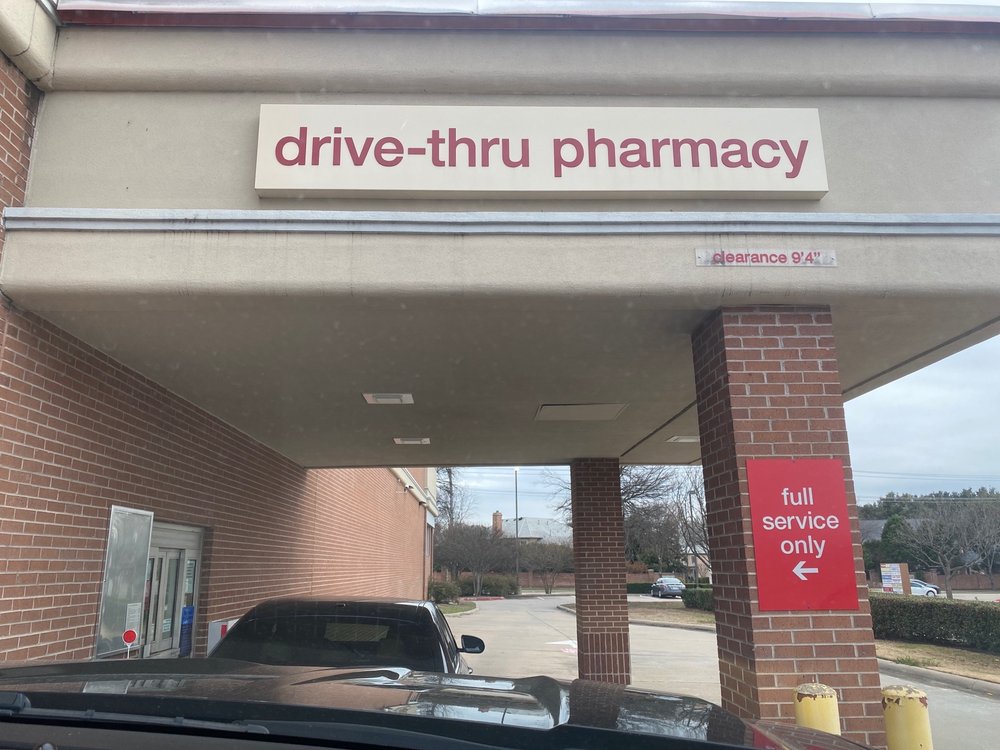 drive-thru pharmacy
clearance 9'4"
full
service
only
←